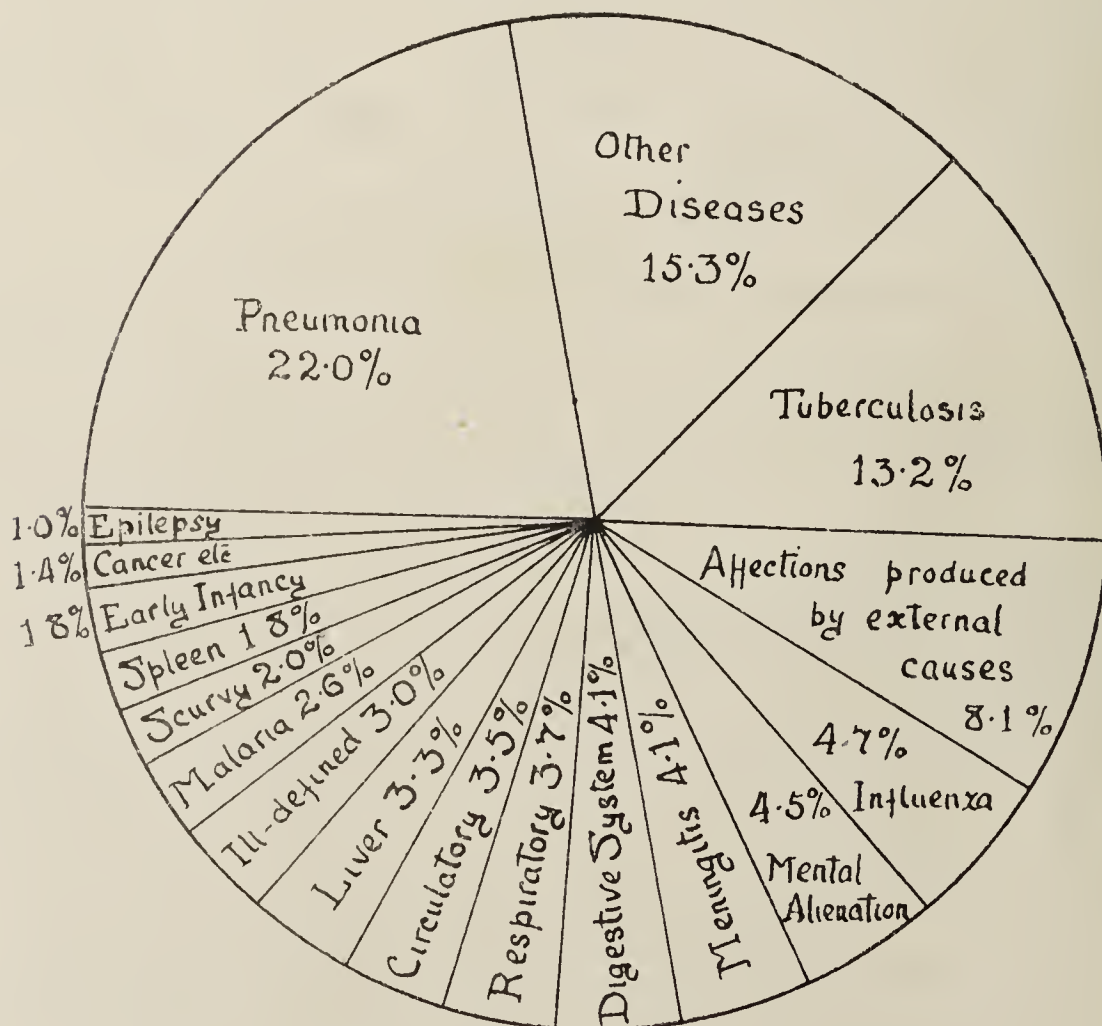 Other
Diseases
15·3%
Pneumonia
22·0%
Tuberculosis
13·2%
Affections produced
by external
causes
8·1%
4·7%
Influenza
4·5%
Mental
Alienation
Meningitis 4·1%
Digestive System 4·1%
Respiratory 3·7%
Circulatory 3·5%
Liver 3·3%
Ill-defined 3·0%
Malaria 2·6%
Scurvy 2·0%
Spleen 1 8%
1 8% Early Infancy
1·4% Cancer etc
1·0% Epilepsy